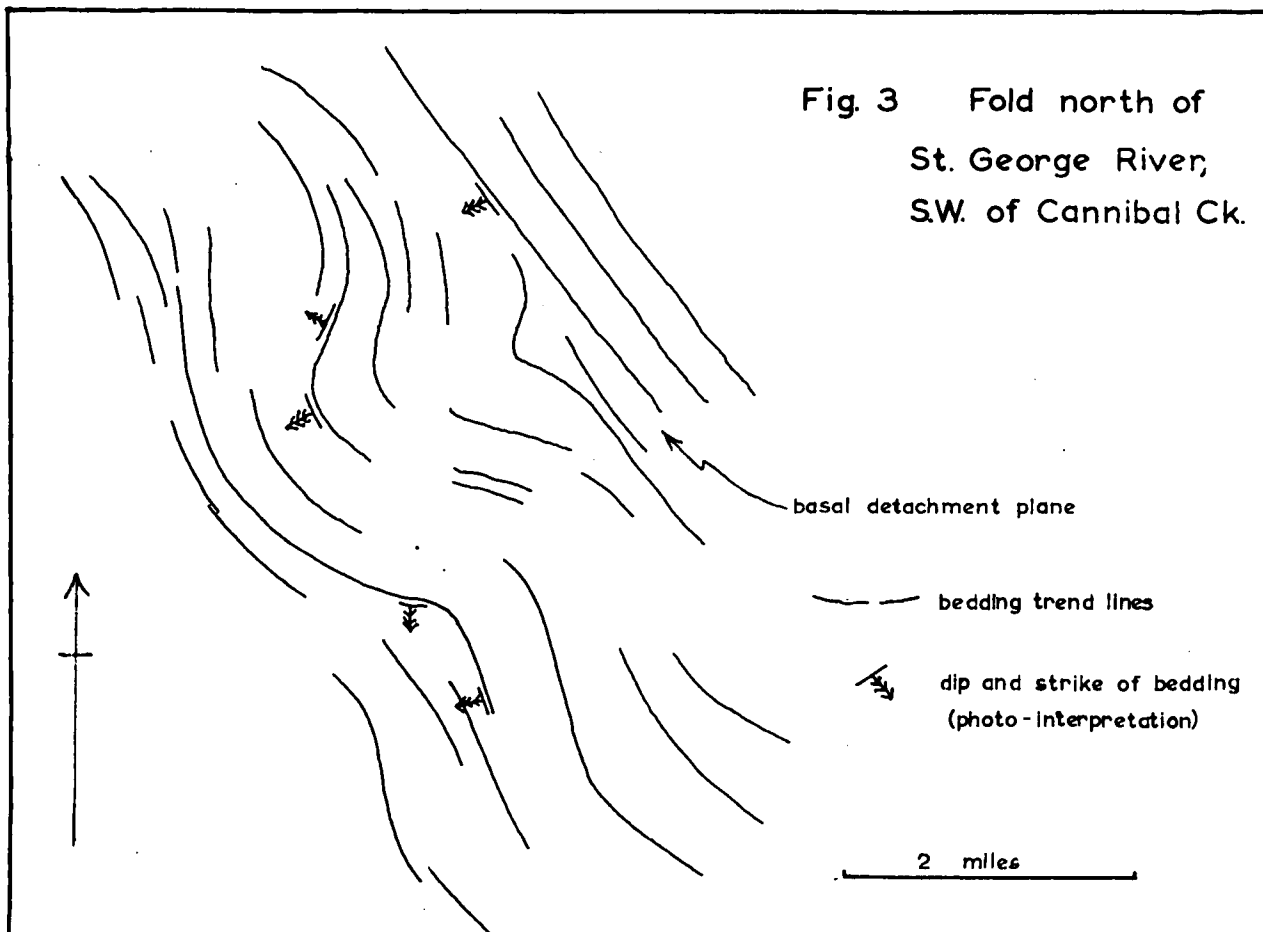 Fig. 3 Fold north of
St. George River,
S.W. of Cannibal Ck.
basal detachment plane
bedding trend lines
dip and strike of bedding
(photo-interpretation)
2 miles